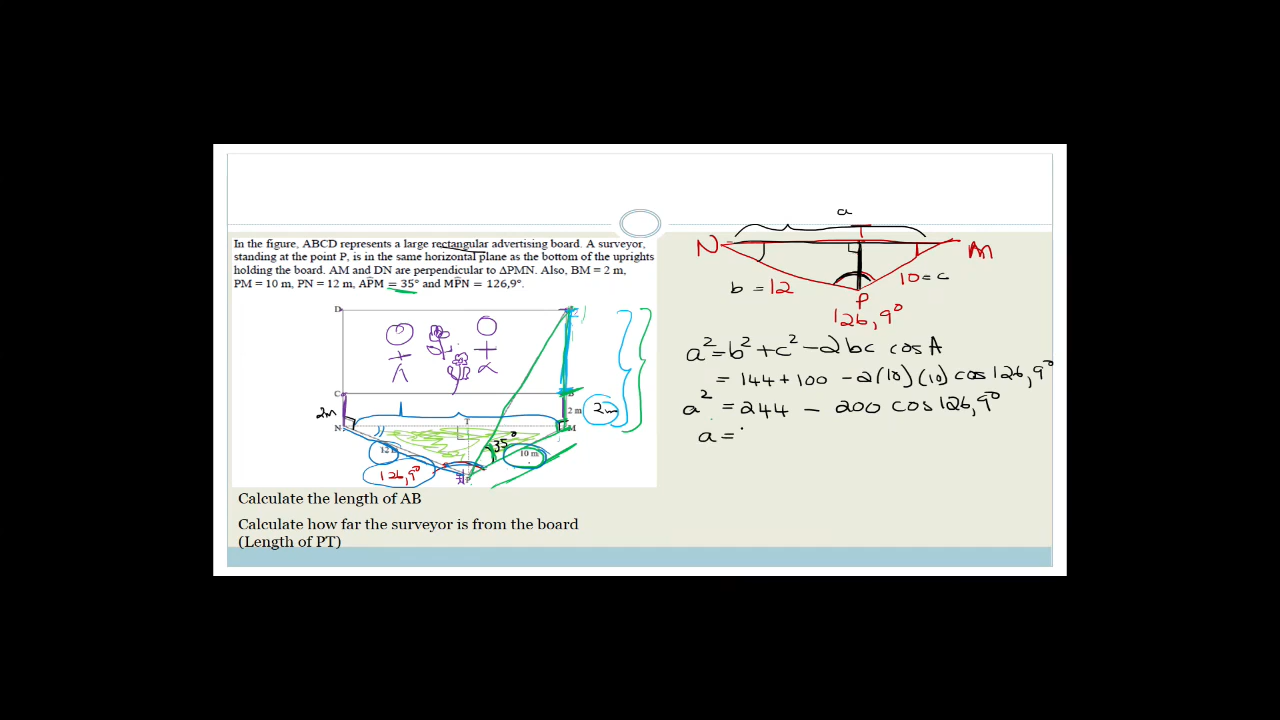 In the figure, ABCD represents a large rectangular advertising board. A surveyor,
standing at the point P, is in the same horizontal plane as the bottom of the uprights
holding the board. AM and DN are perpendicular to ΔPMN. Also, BM = 2 m,
PM = 10 m, PN = 12 m, AP̂M = 35° and MP̂N = 126,9°.
D
C
2m
2 m
2m
N
T
M
12
35°
10 m
126,9°
P
Calculate the length of AB
Calculate how far the surveyor is from the board
(Length of PT)
a
N
M
b = 12
10 = c
P
126,9°
a² = b² + c² - 2bc cos A
= 144 + 100 - 2(10)(10) cos 126,9°
a² = 244 - 200 cos 126,9°
a =